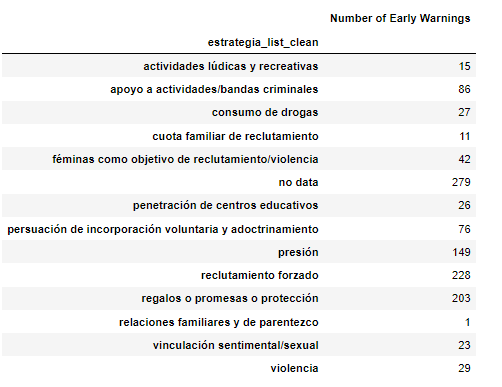 Number of Early Warnings
estrategia_list_clean
actividades lúdicas y recreativas 15
apoyo a actividades/bandas criminales 86
consumo de drogas 27
cuota familiar de reclutamiento 11
féminas como objetivo de reclutamiento/violencia 42
no data 279
penetración de centros educativos 26
persuación de incorporación voluntaria y adoctrinamiento 76
presión 149
reclutamiento forzado 228
regalos o promesas o protección 203
relaciones familiares y de parentezco 1
vinculación sentimental/sexual 23
violencia 29